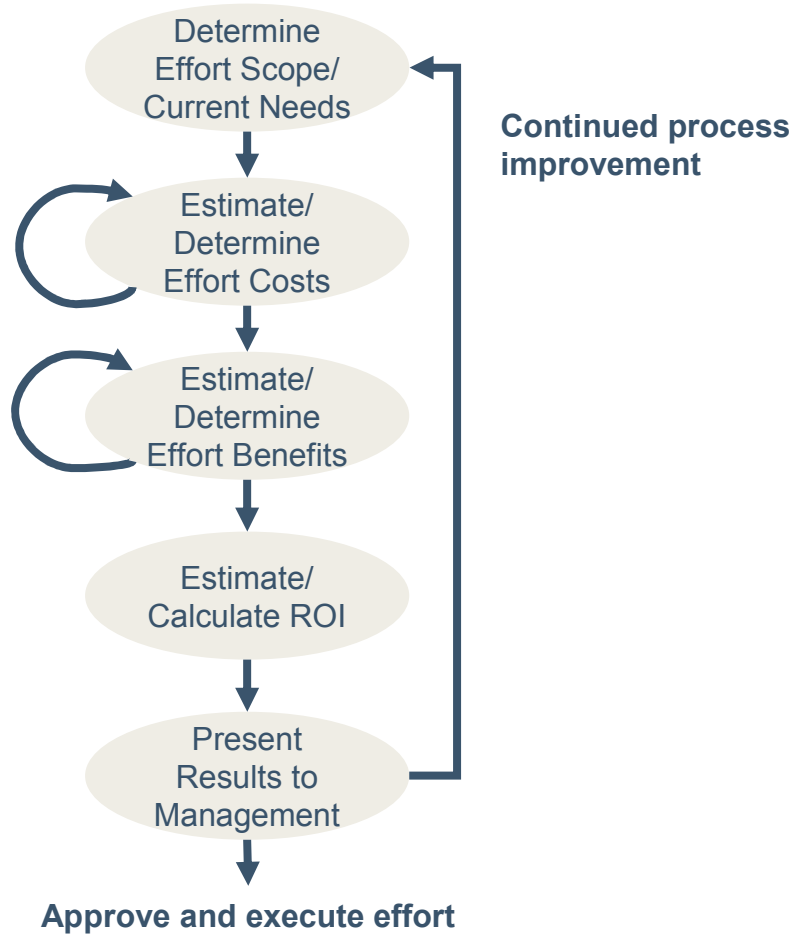 Determine
Effort Scope/
Current Needs
Continued process
improvement
Estimate/
Determine
Effort Costs
Estimate/
Determine
Effort Benefits
Estimate/
Calculate ROI
Present
Results to
Management
Approve and execute effort